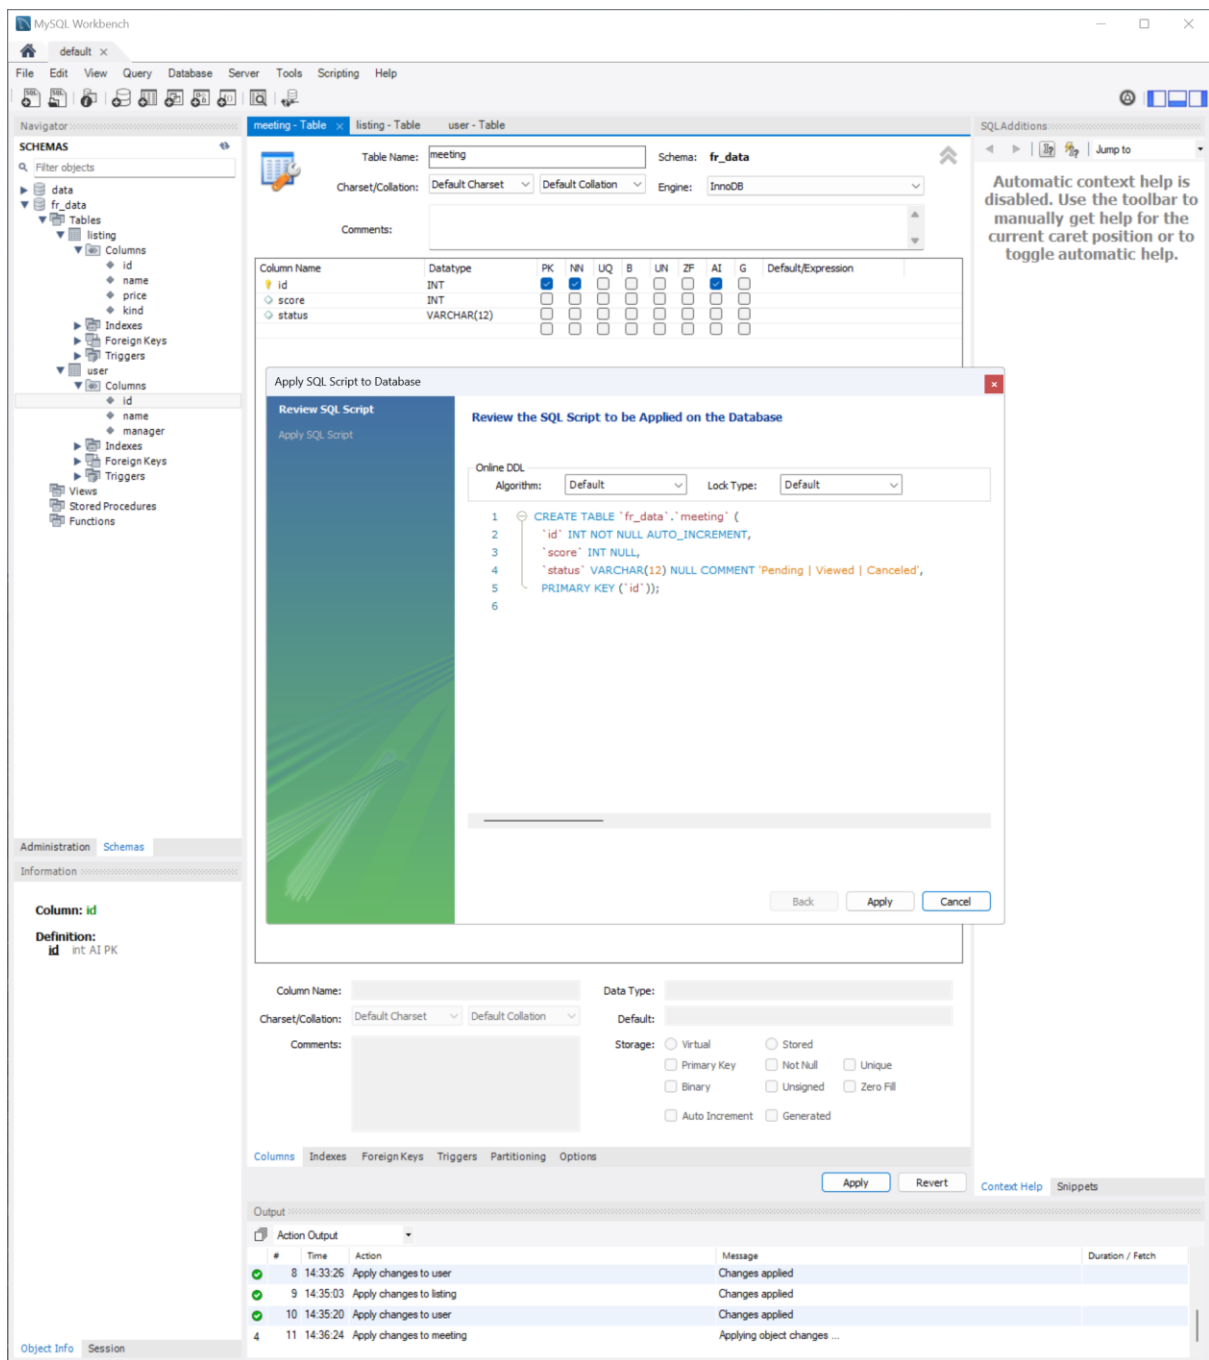 MySQL Workbench
default
File Edit View Query Database Server Tools Scripting Help
Navigator
SCHEMAS
Filter objects
data
fr_data
Tables
listing
Columns
id
name
price
kind
Indexes
Foreign Keys
Triggers
user
Columns
id
name
manager
Indexes
Foreign Keys
Triggers
Views
Stored Procedures
Functions
Administration Schemas
Information
Column: id
Definition:
id int AI PK
Object Info Session
meeting - Table listing - Table user - Table
Table Name: meeting Schema: fr_data
Charset/Collation: Default Charset Default Collation Engine: InnoDB
Comments:
Column Name Datatype PK NN UQ B UN ZF AI G Default/Expression
id INT
score INT
status VARCHAR(12)
Apply SQL Script to Database
Review SQL Script
Apply SQL Script
Review the SQL Script to be Applied on the Database
Online DDL
Algorithm: Default Lock Type: Default
1 CREATE TABLE `fr_data`.`meeting` (
2 `id` INT NOT NULL AUTO_INCREMENT,
3 `score` INT NULL,
4 `status` VARCHAR(12) NULL COMMENT 'Pending | Viewed | Canceled',
5 PRIMARY KEY (`id`));
6
Back Apply Cancel
Column Name: Data Type:
Charset/Collation: Default Charset Default Collation Default:
Comments: Storage: Virtual Stored
Primary Key Not Null Unique
Binary Unsigned Zero Fill
Auto Increment Generated
Columns Indexes Foreign Keys Triggers Partitioning Options
Apply Revert
SQLAdditions
Jump to
Automatic context help is
disabled. Use the toolbar to
manually get help for the
current caret position or to
toggle automatic help.
Context Help Snippets
Output
Action Output
# Time Action Message Duration / Fetch
8 14:33:26 Apply changes to user Changes applied
9 14:35:03 Apply changes to listing Changes applied
10 14:35:20 Apply changes to user Changes applied
4 11 14:36:24 Apply changes to meeting Applying object changes ...